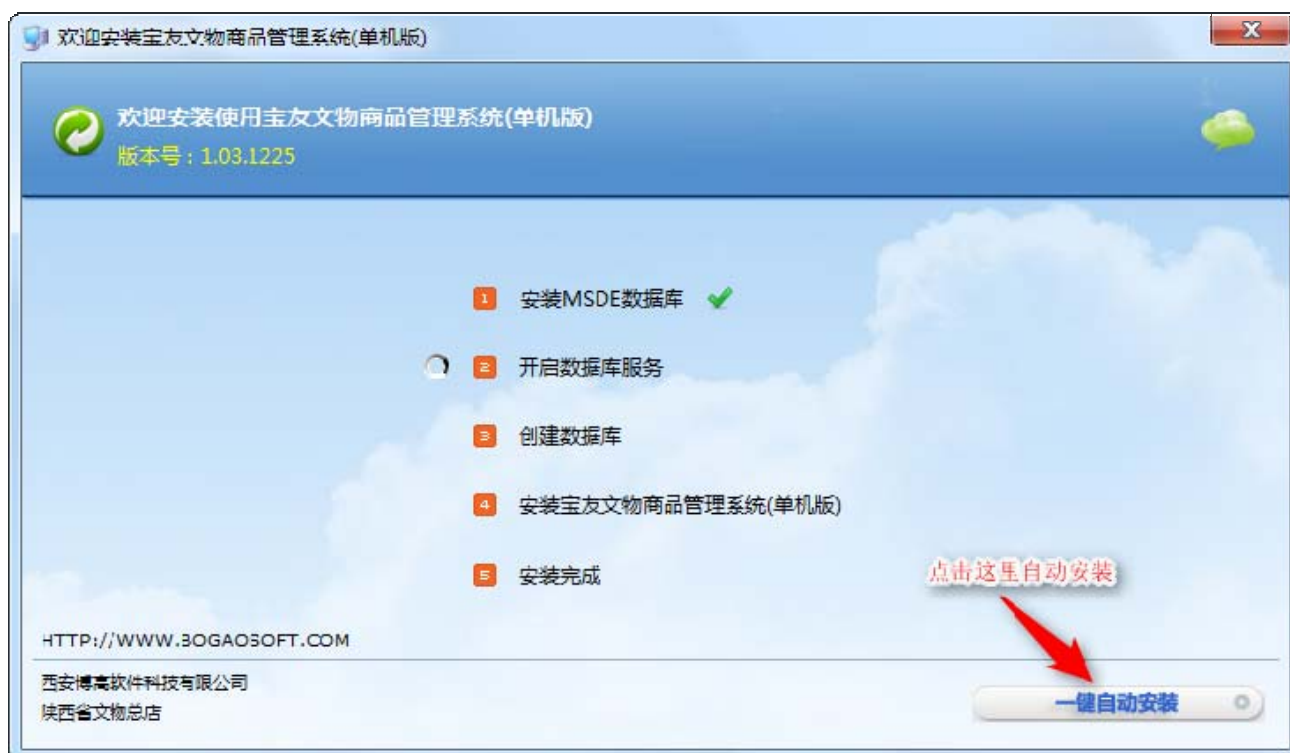 欢迎安装宝友文物商品管理系统(单机版)
欢迎安装使用宝友文物商品管理系统(单机版)
版本号：1.03.1225
1 安装MSDE数据库
2 开启数据库服务
3 创建数据库
4 安装宝友文物商品管理系统(单机版)
5 安装完成
点击这里自动安装
HTTP://WWW.BOGAOSOFT.COM
西安博高软件科技有限公司
陕西省文物总店
一键自动安装